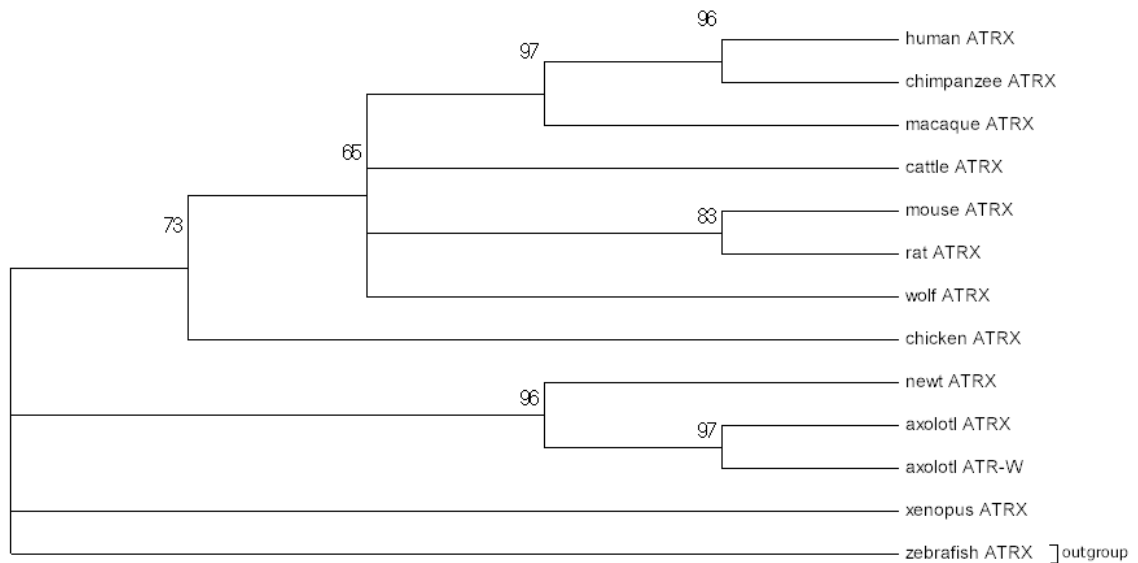 96
human ATRX
97
chimpanzee ATRX
macaque ATRX
65
cattle ATRX
mouse ATRX
83
73
rat ATRX
wolf ATRX
chicken ATRX
newt ATRX
96
axolotl ATRX
97
axolotl ATR-W
xenopus ATRX
zebrafish ATRX ] outgroup